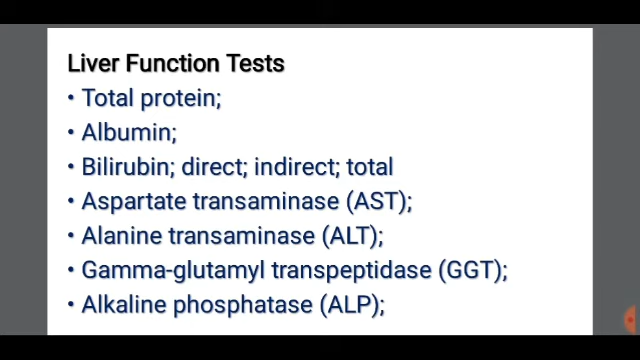 Liver Function Tests
• Total protein;
• Albumin;
• Bilirubin; direct; indirect; total
• Aspartate transaminase (AST);
• Alanine transaminase (ALT);
• Gamma-glutamyl transpeptidase (GGT);
• Alkaline phosphatase (ALP);